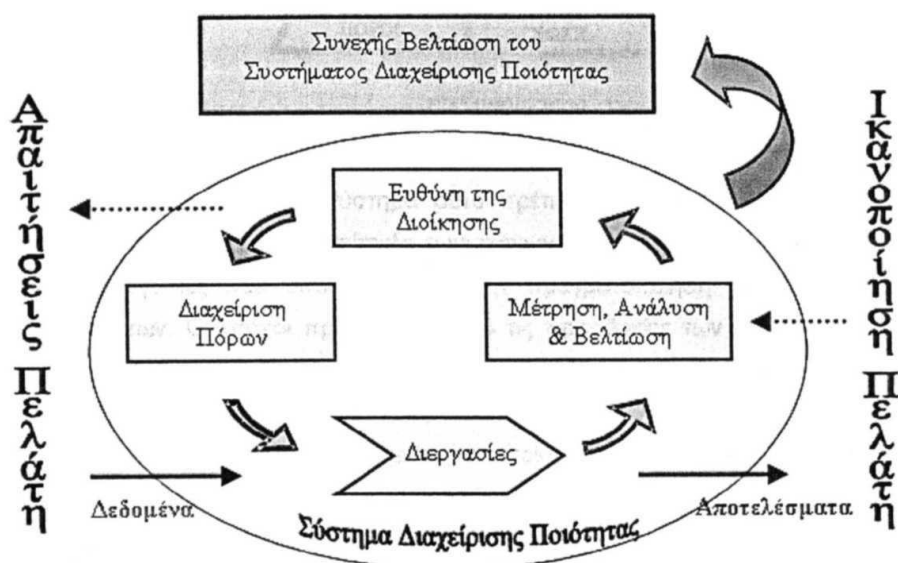 Συνεχής Βελτίωση του
Συστήματος Διαχείρισης Ποιότητας
Απαιτήσεις Πελάτη
Ικανοποίηση Πελάτη
Ευθύνη της
Διοίκησης
Διαχείριση
Πόρων
Μέτρηση, Ανάλυση
& Βελτίωση
Διεργασίες
Δεδομένα
Αποτελέσματα
Σύστημα Διαχείρισης Ποιότητας